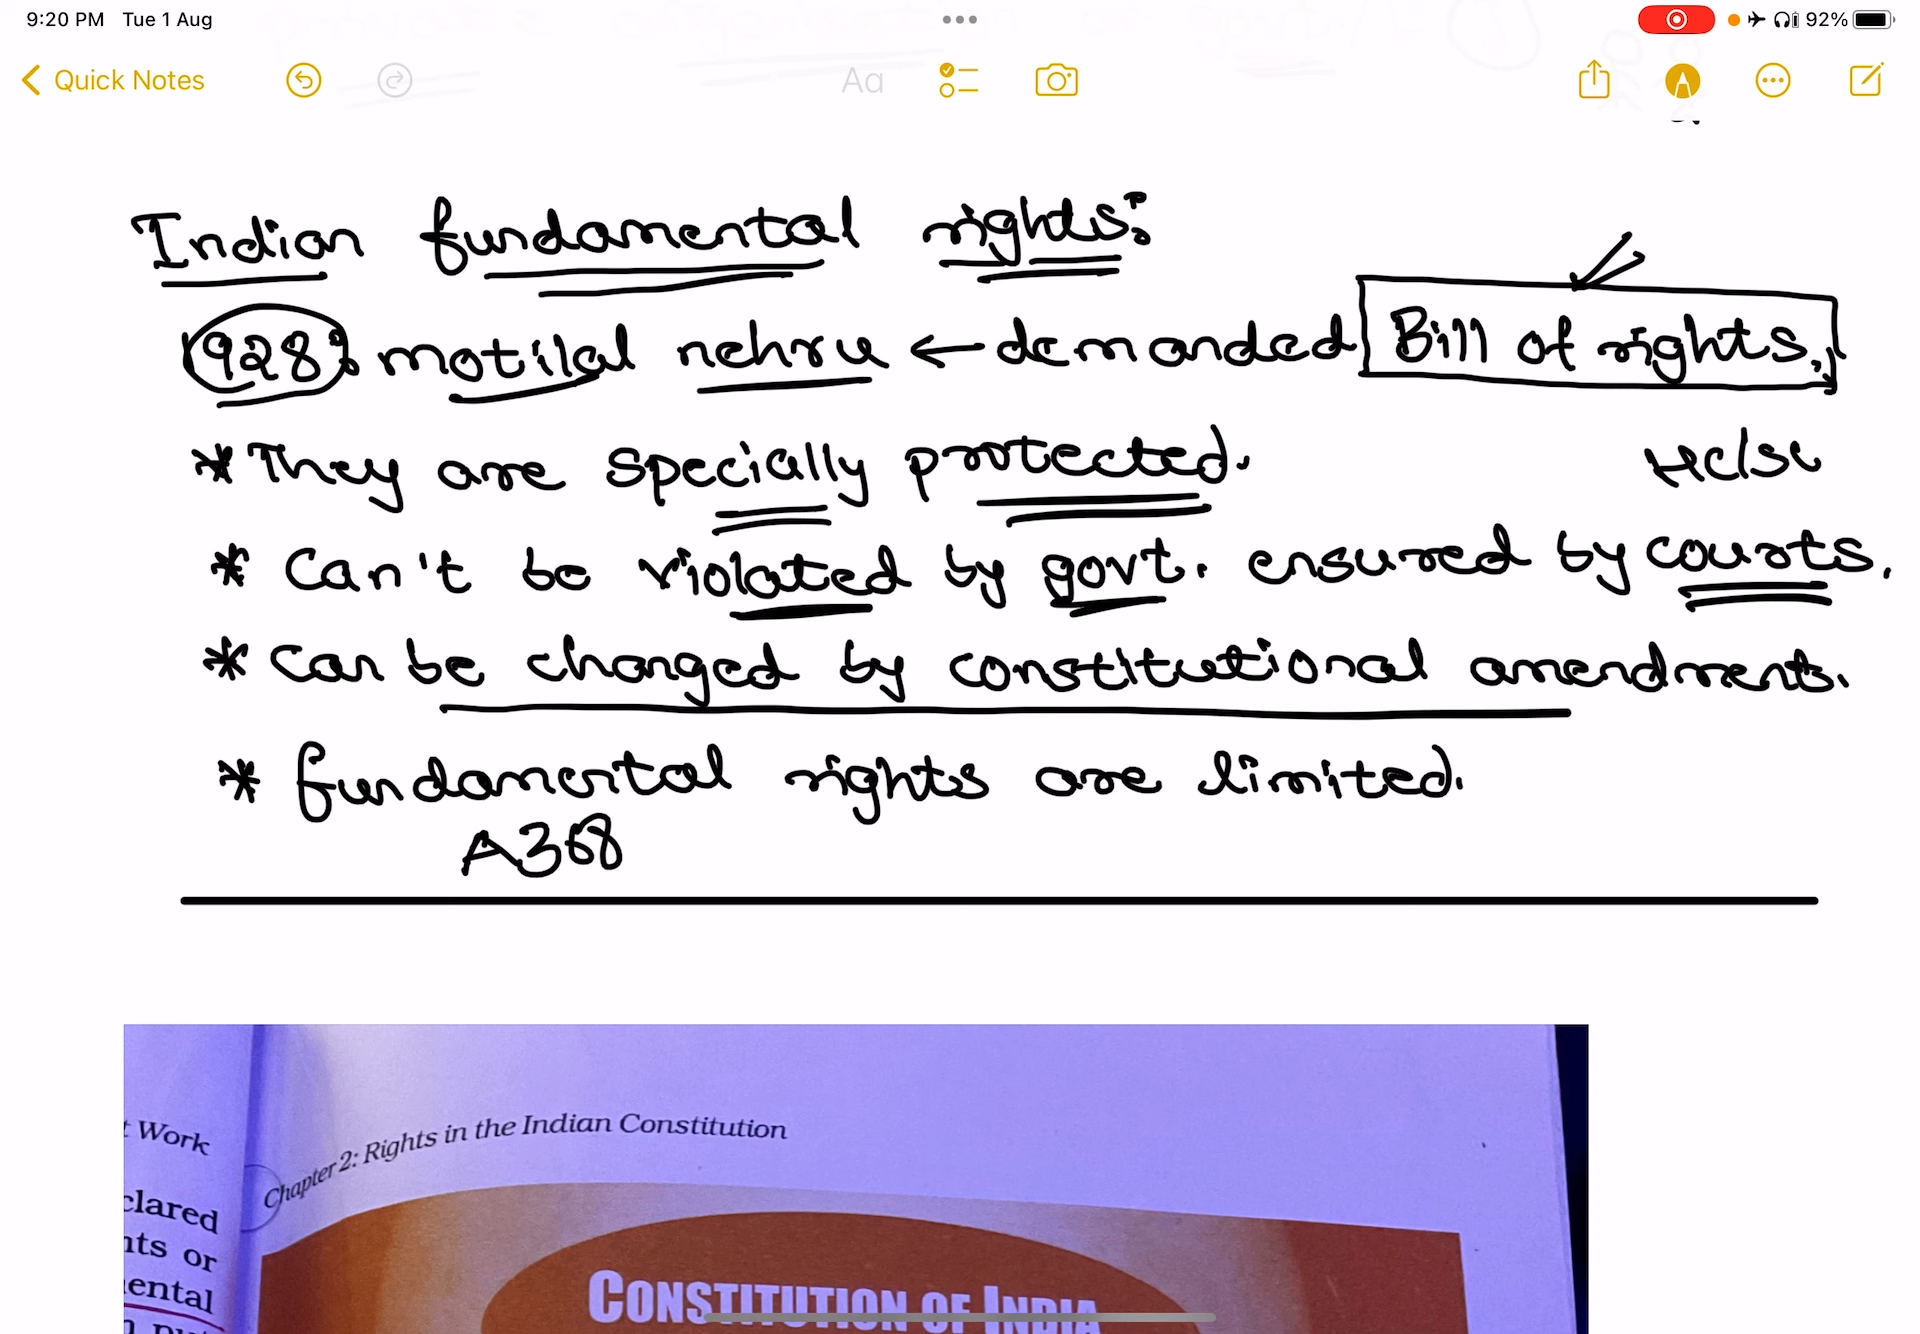 9:20 PM Tue 1 Aug
92%
Quick Notes
Aa
Indian fundamental rights:
1928: motilal nehru ← demanded Bill of rights.
* They are specially protected. HC/SC
* Can't be violated by govt. ensured by courts.
* Can be changed by constitutional amendments.
* fundamental rights are limited.
A368
t Work
Chapter 2: Rights in the Indian Constitution
clared
nts or
ental
CONSTITUTION OF INDIA